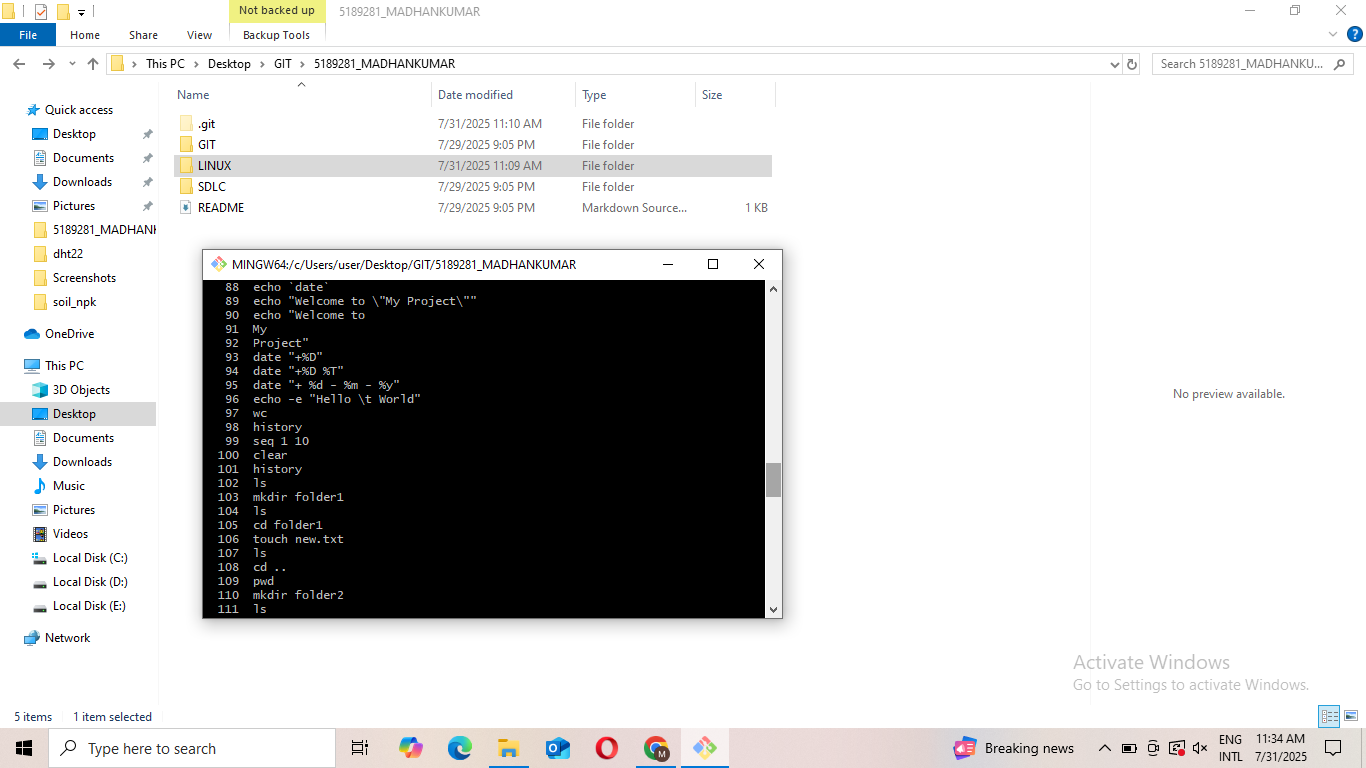 Not backed up
5189281_MADHANKUMAR
File
Home
Share
View
Backup Tools
This PC
Desktop
GIT
5189281_MADHANKUMAR
Search 5189281_MADHANKU...
Name
Date modified
Type
Size
.git 7/31/2025 11:10 AM File folder
GIT 7/29/2025 9:05 PM File folder
LINUX 7/31/2025 11:09 AM File folder
SDLC 7/29/2025 9:05 PM File folder
README 7/29/2025 9:05 PM Markdown Source... 1 KB
Quick access
Desktop
Documents
Downloads
Pictures
5189281_MADHANK
dht22
Screenshots
soil_npk
OneDrive
This PC
3D Objects
Desktop
Documents
Downloads
Music
Pictures
Videos
Local Disk (C:)
Local Disk (D:)
Local Disk (E:)
Network
MINGW64:/c/Users/user/Desktop/GIT/5189281_MADHANKUMAR
88 echo `date`
89 echo "Welcome to \"My Project\""
90 echo "Welcome to
91 My
92 Project"
93 date "+%D"
94 date "+%D %T"
95 date "+ %d - %m - %y"
96 echo -e "Hello \t World"
97 wc
98 history
99 seq 1 10
100 clear
101 history
102 ls
103 mkdir folder1
104 ls
105 cd folder1
106 touch new.txt
107 ls
108 cd ..
109 pwd
110 mkdir folder2
111 ls
No preview available.
Activate Windows
Go to Settings to activate Windows.
5 items
1 item selected
Type here to search
M
Breaking news
ENG
INTL
11:34 AM
7/31/2025